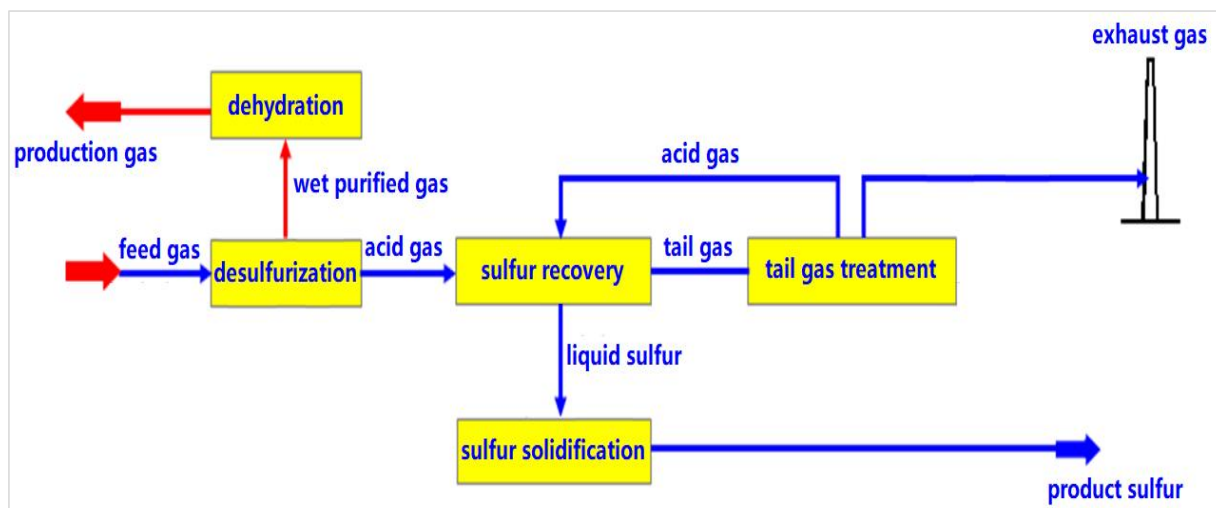 exhaust gas
dehydration
production gas
acid gas
wet purified gas
feed gas
acid gas
tail gas
desulfurization
sulfur recovery
tail gas treatment
liquid sulfur
sulfur solidification
product sulfur